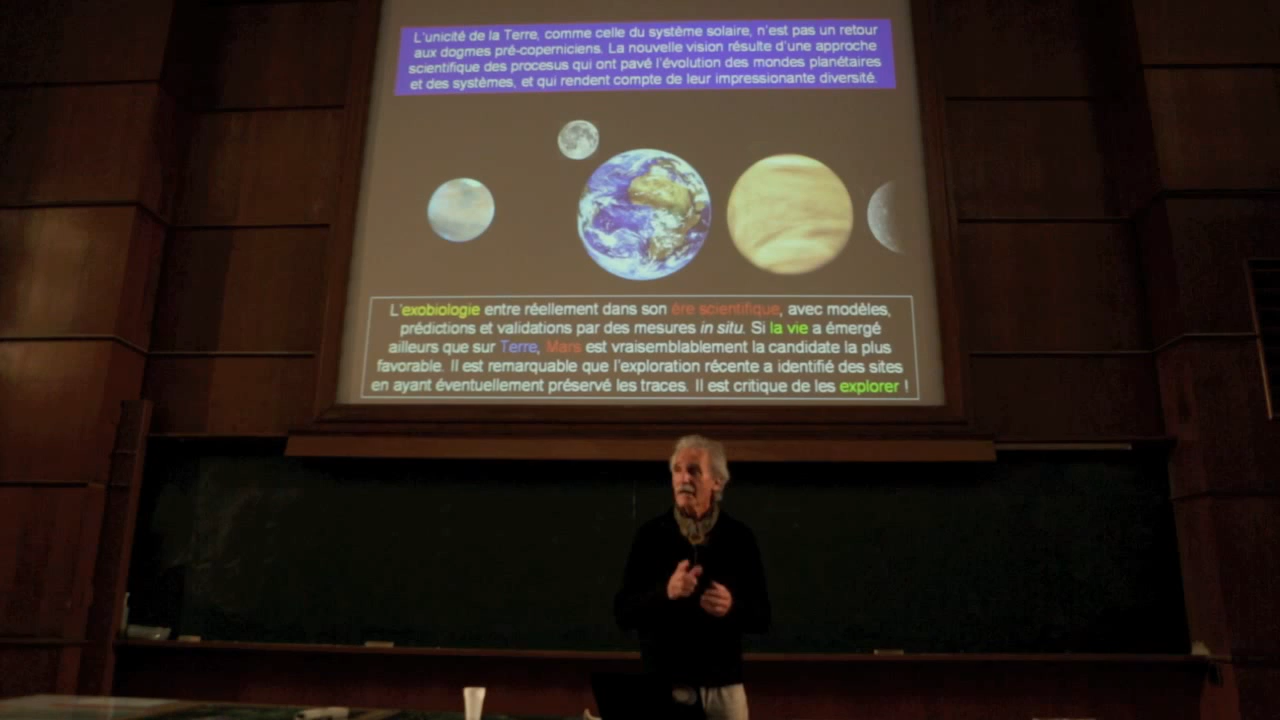 L'unicité de la Terre, comme celle du système solaire, n'est pas un retour
aux dogmes pré-coperniciens. La nouvelle vision résulte d'une approche
scientifique des procesus qui ont pavé l'évolution des mondes planétaires
et des systèmes, et qui rendent compte de leur impressionante diversité.
L'exobiologie entre réellement dans son ère scientifique, avec modèles,
prédictions et validations par des mesures in situ. Si la vie a émergé
ailleurs que sur Terre, Mars est vraisemblablement la candidate la plus
favorable. Il est remarquable que l'exploration récente a identifié des sites
en ayant éventuellement préservé les traces. Il est critique de les explorer !